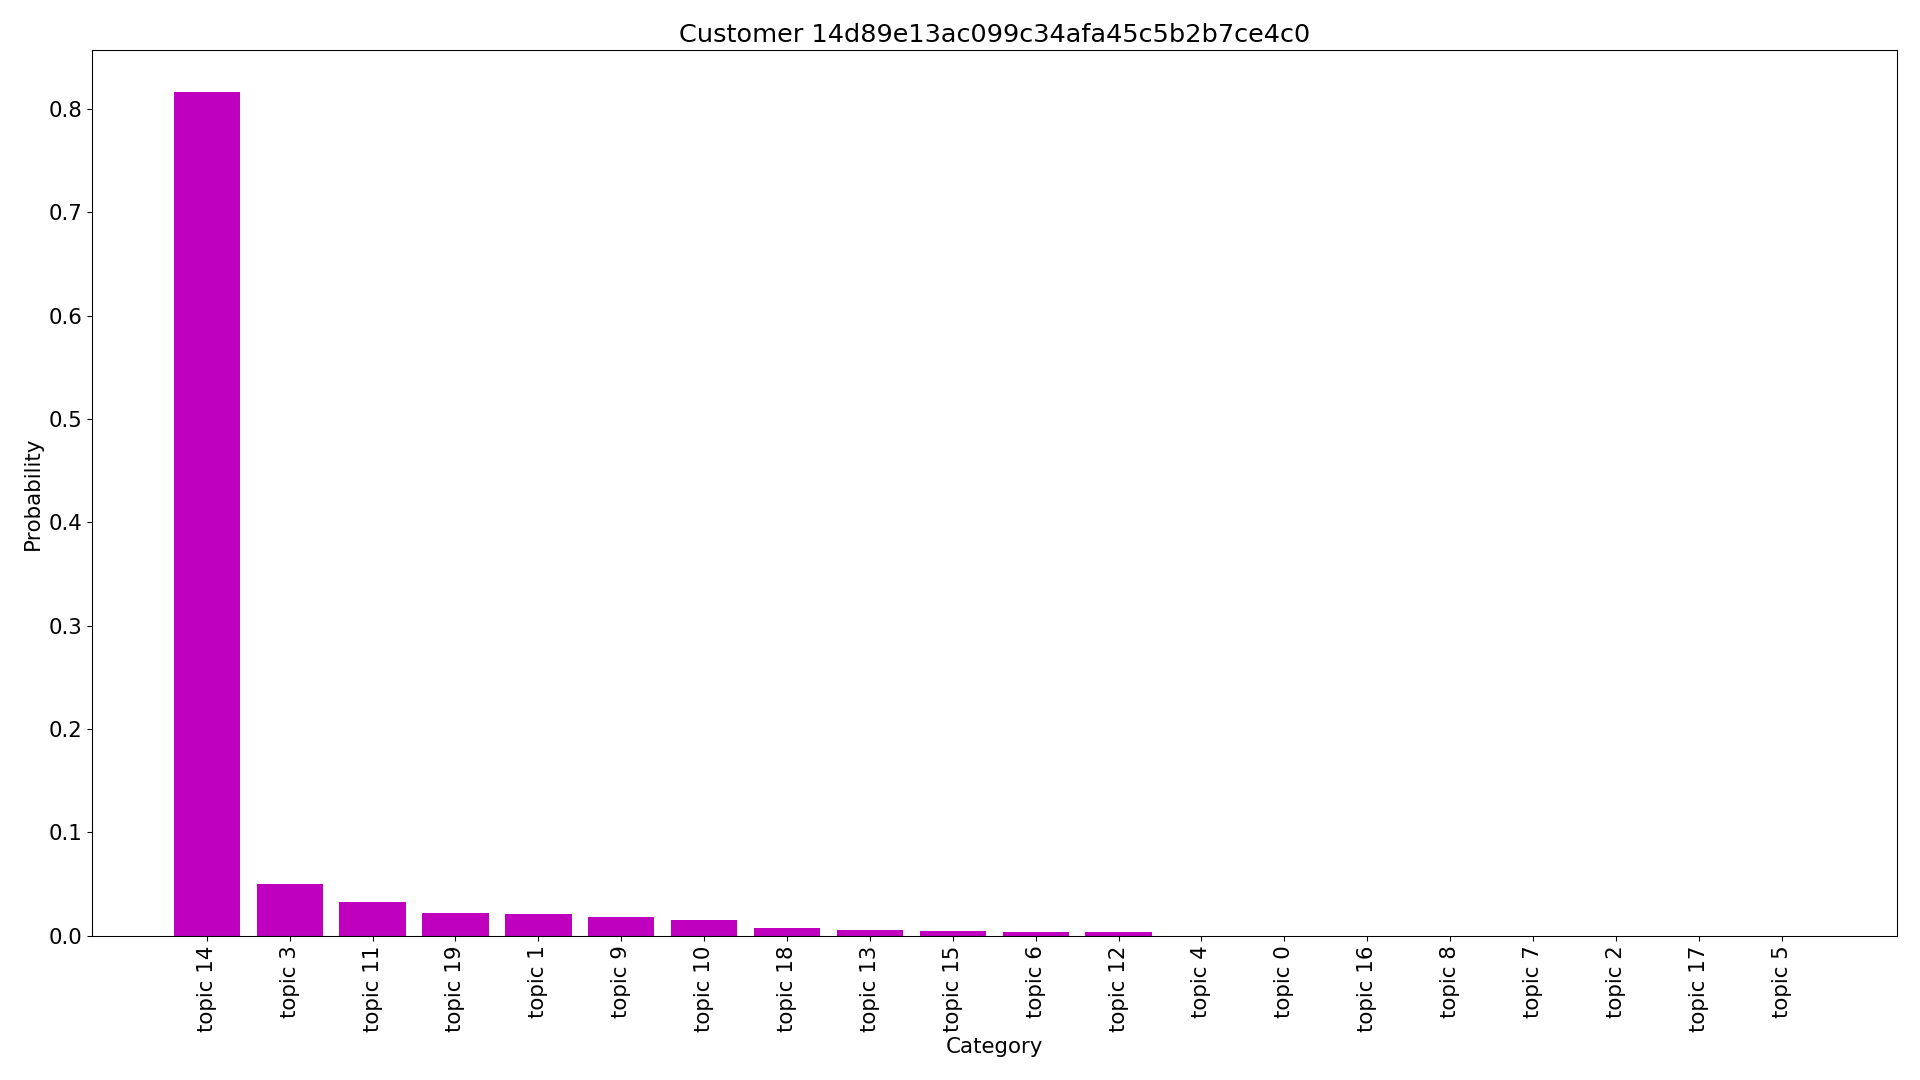 Customer 14d89e13ac099c34afa45c5b2b7ce4c0
Probability
0.8
0.7
0.6
0.5
0.4
0.3
0.2
0.1
0.0
topic 14
topic 3
topic 11
topic 19
topic 1
topic 9
topic 10
topic 18
topic 13
topic 15
topic 6
topic 12
topic 4
topic 0
topic 16
topic 8
topic 7
topic 2
topic 17
topic 5
Category